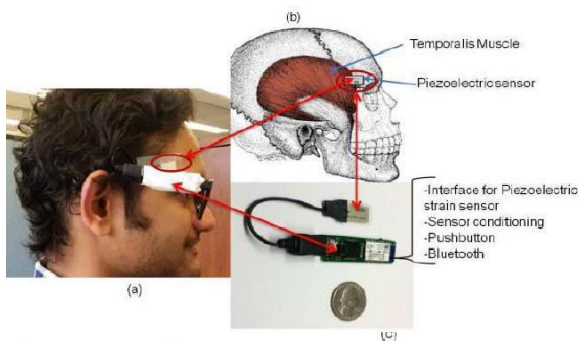 (b)
Temporalis Muscle
Piezoelectric sensor
-Interface for Piezoelectric
strain sensor
-Sensor conditioning
-Pushbutton
-Bluetooth
(a)
(C)